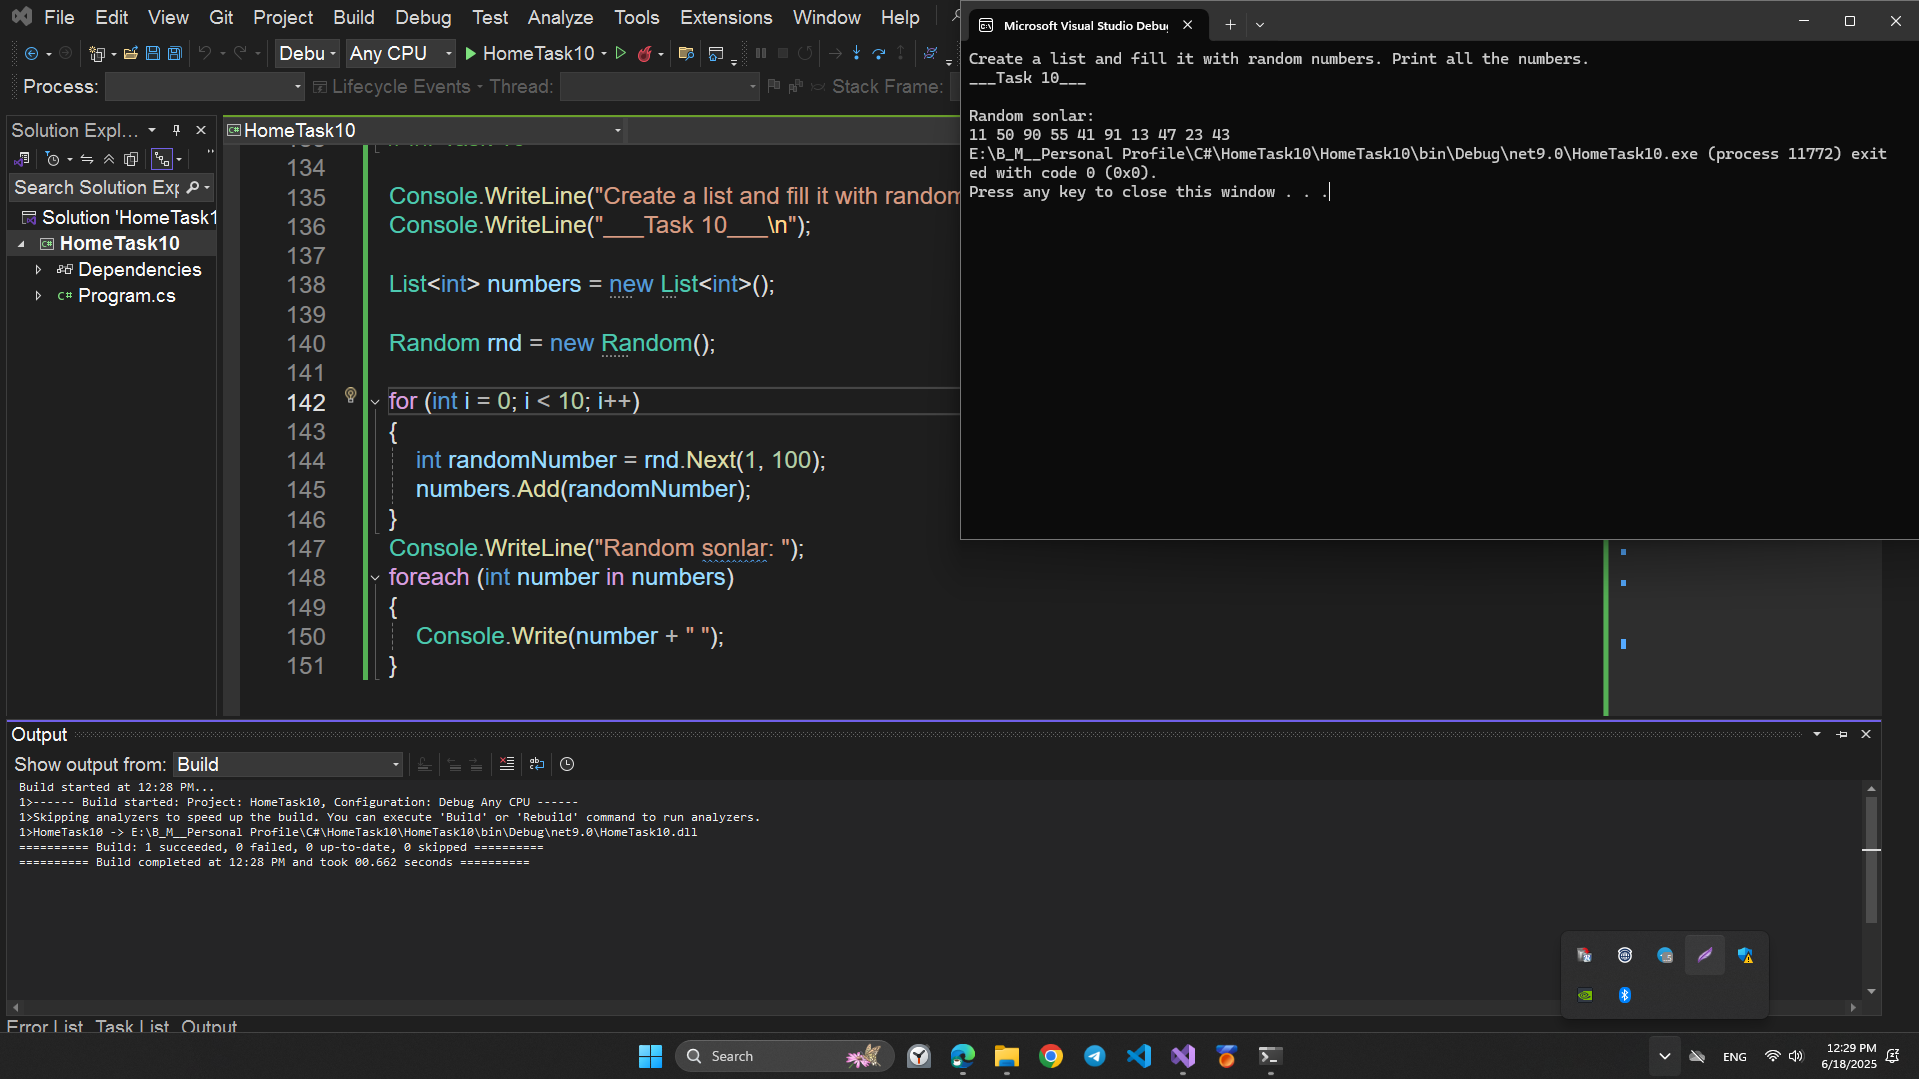 File Edit View Git Project Build Debug Test Analyze Tools Extensions Window Help
Debu Any CPU HomeTask10
Process: Lifecycle Events Thread: Stack Frame:
Solution Expl...
Search Solution Exp
Solution 'HomeTask1
HomeTask10
Dependencies
Program.cs
HomeTask10
134
135 Console.WriteLine("Create a list and fill it with random
136 Console.WriteLine("___Task 10___\n");
137
138 List<int> numbers = new List<int>();
139
140 Random rnd = new Random();
141
142 for (int i = 0; i < 10; i++)
143 {
144 int randomNumber = rnd.Next(1, 100);
145 numbers.Add(randomNumber);
146 }
147 Console.WriteLine("Random sonlar: ");
148 foreach (int number in numbers)
149 {
150 Console.Write(number + " ");
151 }
Microsoft Visual Studio Debug
Create a list and fill it with random numbers. Print all the numbers.
___Task 10___
Random sonlar:
11 50 90 55 41 91 13 47 23 43
E:\B_M__Personal Profile\C#\HomeTask10\HomeTask10\bin\Debug\net9.0\HomeTask10.exe (process 11772) exit
ed with code 0 (0x0).
Press any key to close this window . . .
Output
Show output from: Build
Build started at 12:28 PM...
1>------ Build started: Project: HomeTask10, Configuration: Debug Any CPU ------
1>Skipping analyzers to speed up the build. You can execute 'Build' or 'Rebuild' command to run analyzers.
1>HomeTask10 -> E:\B_M__Personal Profile\C#\HomeTask10\HomeTask10\bin\Debug\net9.0\HomeTask10.dll
========== Build: 1 succeeded, 0 failed, 0 up-to-date, 0 skipped ==========
========== Build completed at 12:28 PM and took 00.662 seconds ==========
Error List Task List Output
Search
ENG
12:29 PM
6/18/2025